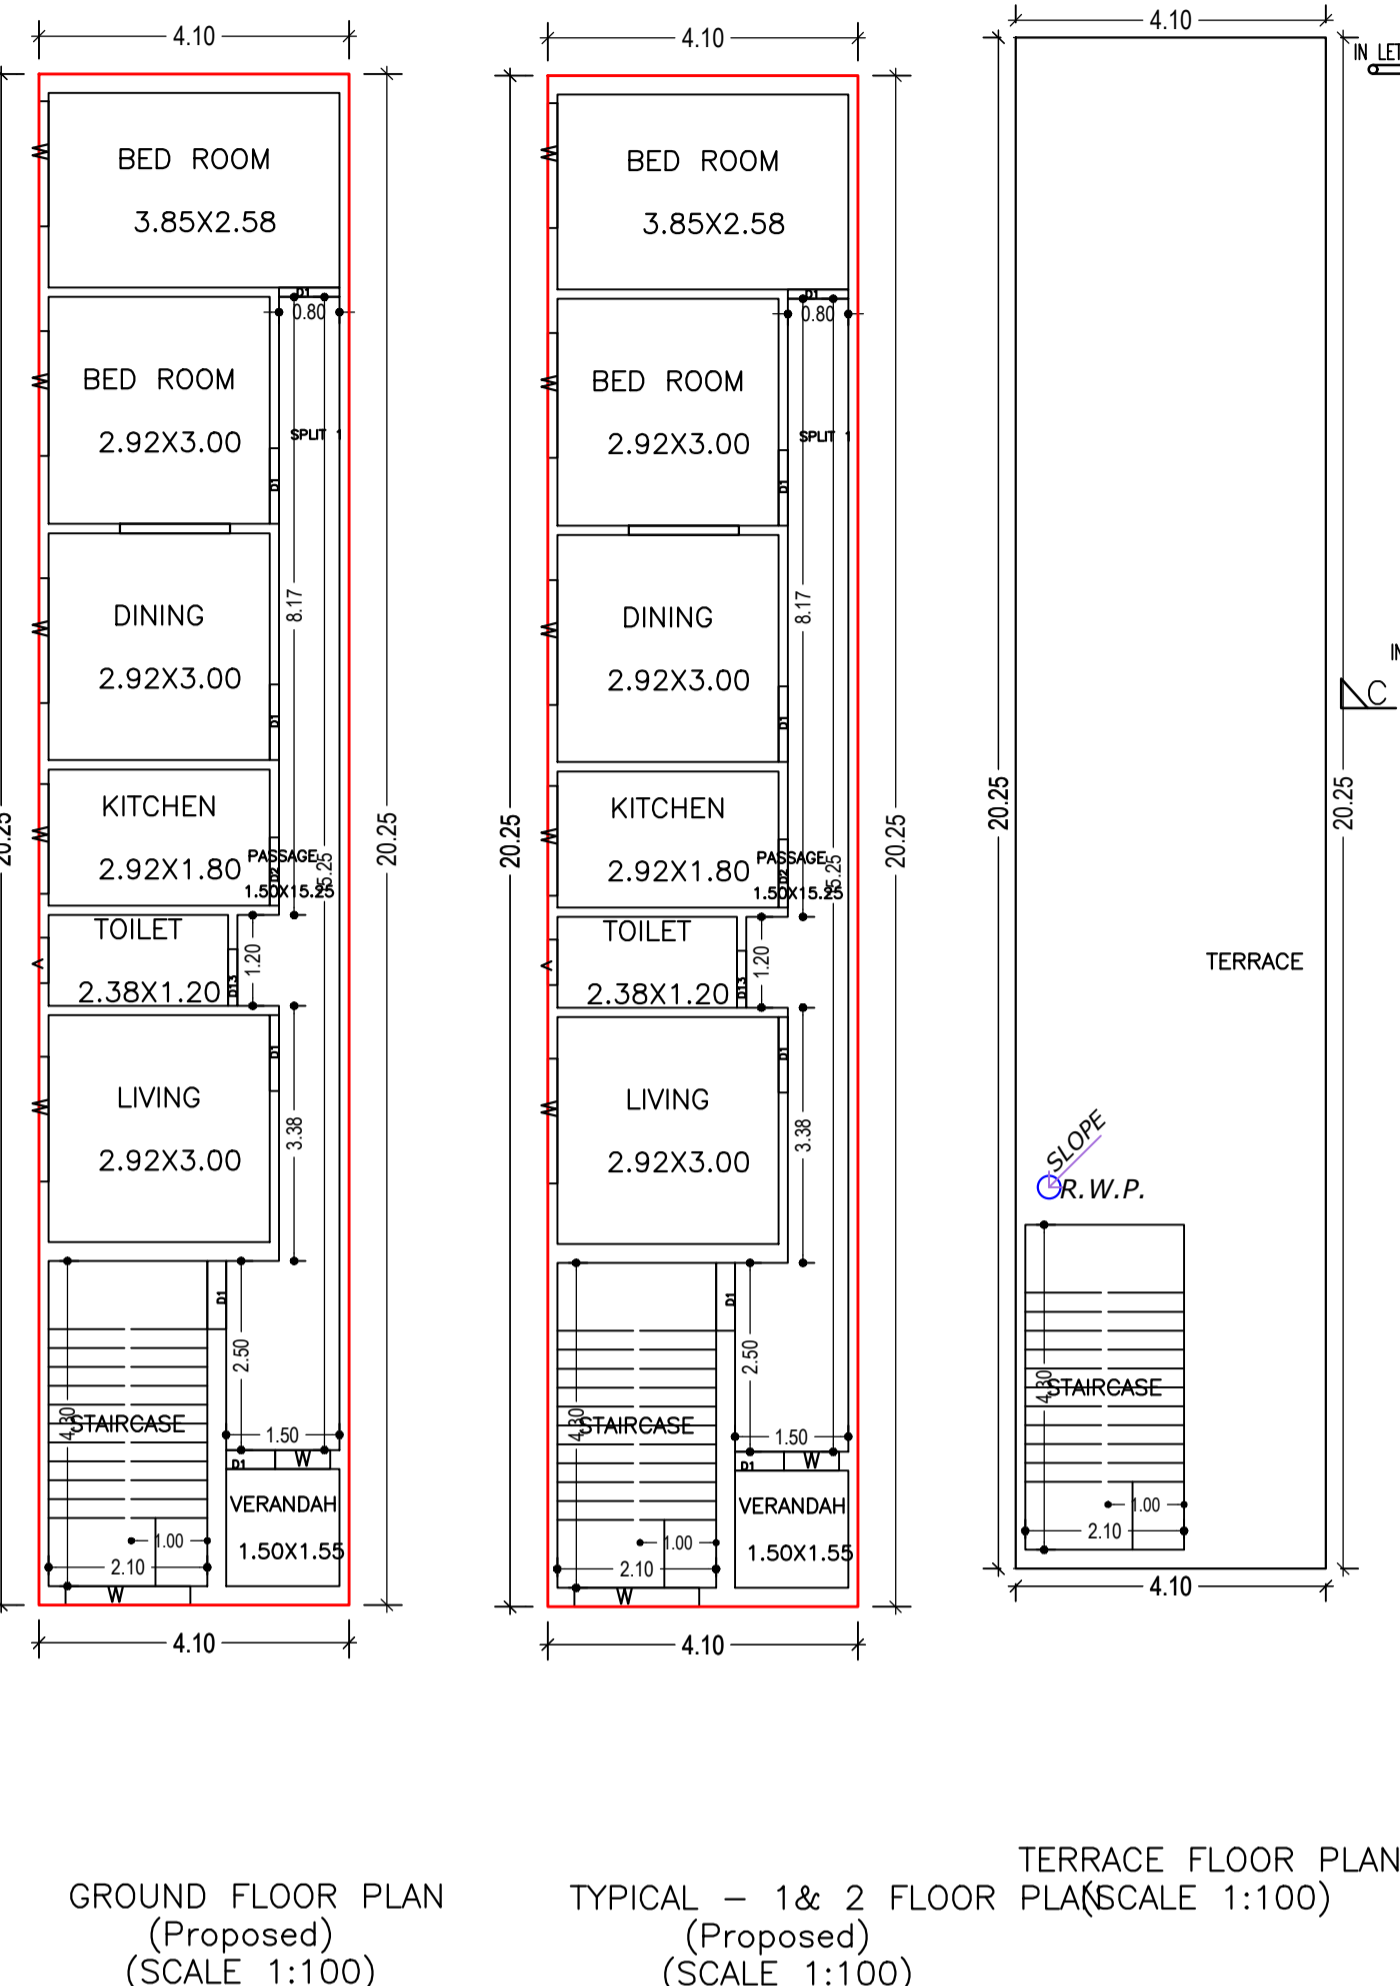 4.10
BED ROOM
3.85X2.58
D1
0.80
BED ROOM
2.92X3.00
SPLIT 1
D1
DINING
2.92X3.00
8.17
D1
KITCHEN
2.92X1.80
D2
PASSAGE
1.50X15.25
TOILET
2.38X1.20
1.20
D1
LIVING
2.92X3.00
3.38
W
W
W
W
W
20.25
20.25
D1
2.50
4.30
STAIRCASE
1.50
D1
W
VERANDAH
1.50X1.55
1.00
2.10
W
4.10
GROUND FLOOR PLAN
(Proposed)
(SCALE 1:100)
4.10
BED ROOM
3.85X2.58
D1
0.80
BED ROOM
2.92X3.00
SPLIT 1
D1
DINING
2.92X3.00
8.17
D1
KITCHEN
2.92X1.80
D2
PASSAGE
1.50X15.25
TOILET
2.38X1.20
1.20
D1
LIVING
2.92X3.00
3.38
W
W
W
W
W
20.25
20.25
D1
2.50
4.30
STAIRCASE
1.50
D1
W
VERANDAH
1.50X1.55
1.00
2.10
W
4.10
TYPICAL – 1& 2 FLOOR PLAN
(Proposed)
(SCALE 1:100)
4.10
IN LET
C
20.25
20.25
TERRACE
SLOPE
R.W.P.
4.30
STAIRCASE
1.00
2.10
4.10
TERRACE FLOOR PLAN
(SCALE 1:100)